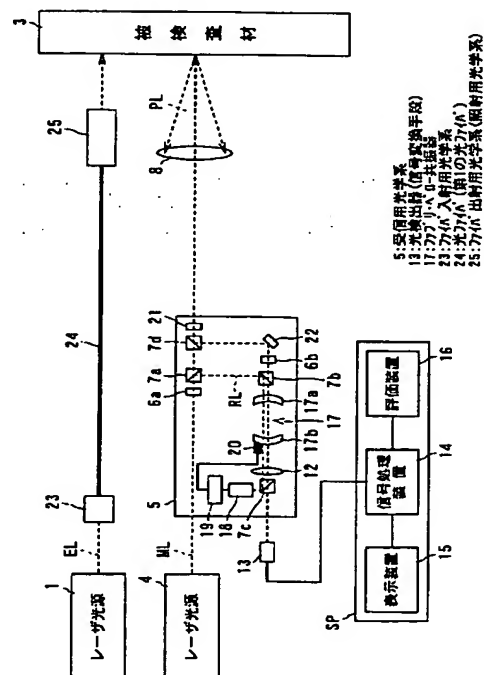 3
被検査材
25
PL
8
24
21
7d
22
7a
6b
6a
RL
7b
17a
17
17b
20
12
5
19
18
7c
23
EL
ML
13
1
レーザ光源
4
レーザ光源
16
評価装置
14
信号処理装置
15
表示装置
SP
5:受信用光学系
13:光検出器(信号変換手段)
17:ファブリ・ペロー共振器
23:ファイバ入射用光学系
24:光ファイバ(第1の光ファイバ)
25:ファイバ出射用光学系(照射用光学系)